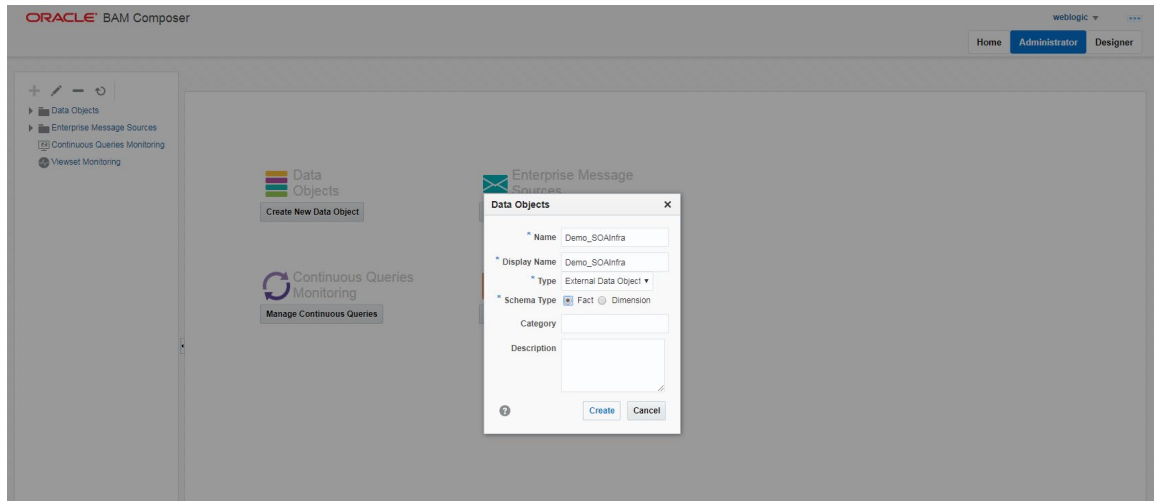 ORACLE® BAM Composer
weblogic
Home Administrator Designer
Data Objects
Enterprise Message Sources
Continuous Queries Monitoring
Viewset Monitoring
Data
Objects
Create New Data Object
Enterprise Message
Sources
Continuous Queries
Monitoring
Manage Continuous Queries
Data Objects
* Name Demo_SOAInfra
* Display Name Demo_SOAInfra
* Type External Data Object
* Schema Type Fact Dimension
Category
Description
Create Cancel